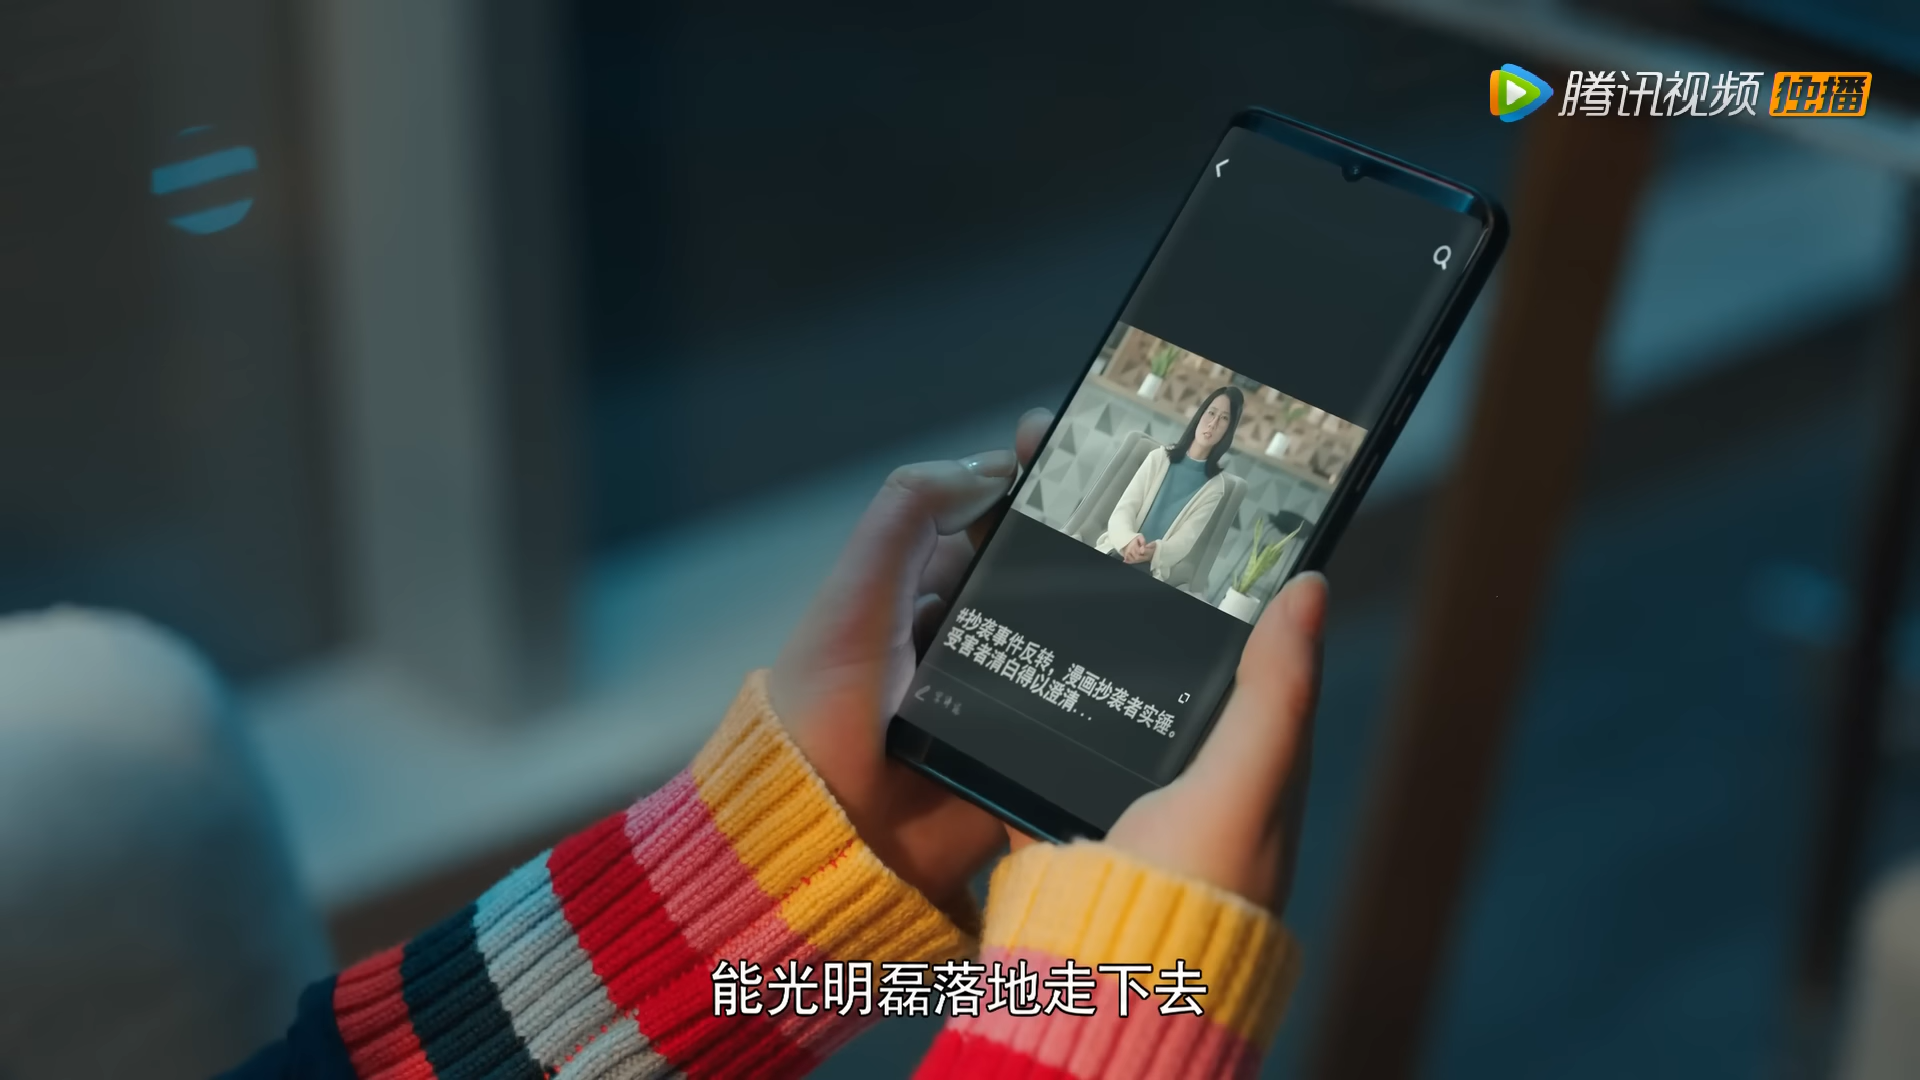 腾讯视频 独播
#抄袭事件反转，漫画抄袭者实锤。
受害者清白得以澄清...
能光明磊落地走下去